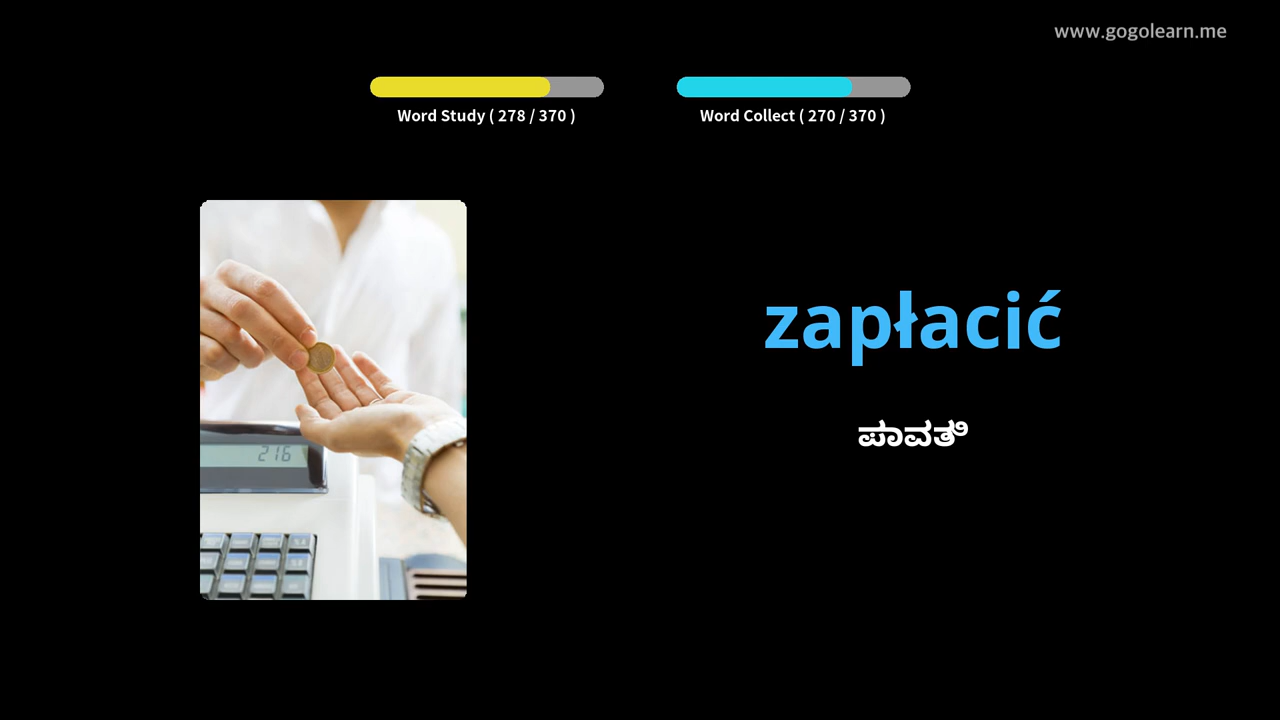 www.gogolearn.me
Word Study ( 278 / 370 )
Word Collect ( 270 / 370 )
216
zapłacić
ಪಾವತಿ